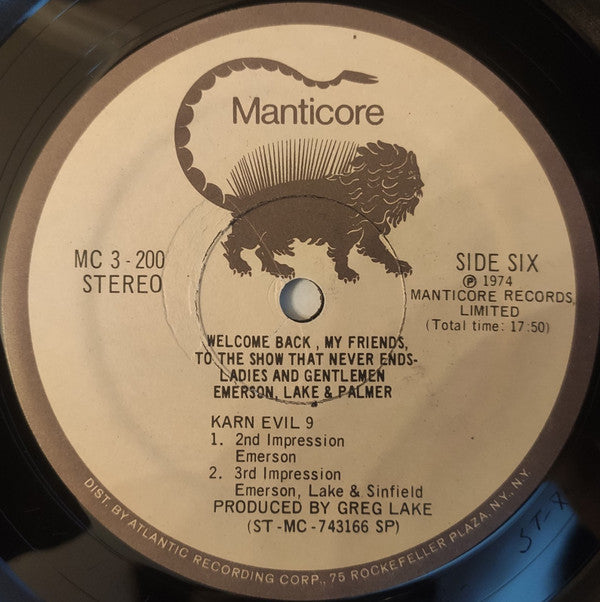 Manticore
MC 3-200
STEREO
SIDE SIX
℗ 1974
MANTICORE RECORDS,
LIMITED
(Total time: 17:50)
WELCOME BACK , MY FRIENDS,
TO THE SHOW THAT NEVER ENDS-
LADIES AND GENTLEMEN
EMERSON, LAKE & PALMER
KARN EVIL 9
1. 2nd Impression
Emerson
2. 3rd Impression
Emerson, Lake & Sinfield
PRODUCED BY GREG LAKE
(ST-MC-743166 SP)
DIST. BY ATLANTIC RECORDING CORP., 75 ROCKEFELLER PLAZA, N.Y., N.Y.